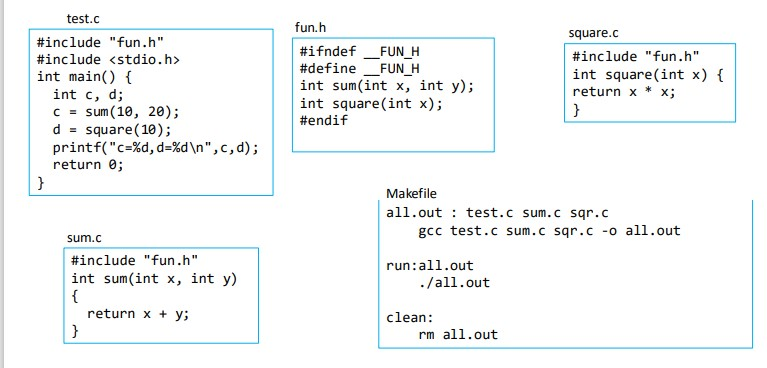 test.c
#include "fun.h"
#include <stdio.h>
int main() {
  int c, d;
  c = sum(10, 20);
  d = square(10);
  printf("c=%d,d=%d\n",c,d);
  return 0;
}
fun.h
#ifndef __FUN_H
#define __FUN_H
int sum(int x, int y);
int square(int x);
#endif
square.c
#include "fun.h"
int square(int x) {
return x * x;
}
sum.c
#include "fun.h"
int sum(int x, int y)
{
  return x + y;
}
Makefile
all.out : test.c sum.c sqr.c
    gcc test.c sum.c sqr.c -o all.out
run:all.out
    ./all.out
clean:
    rm all.out